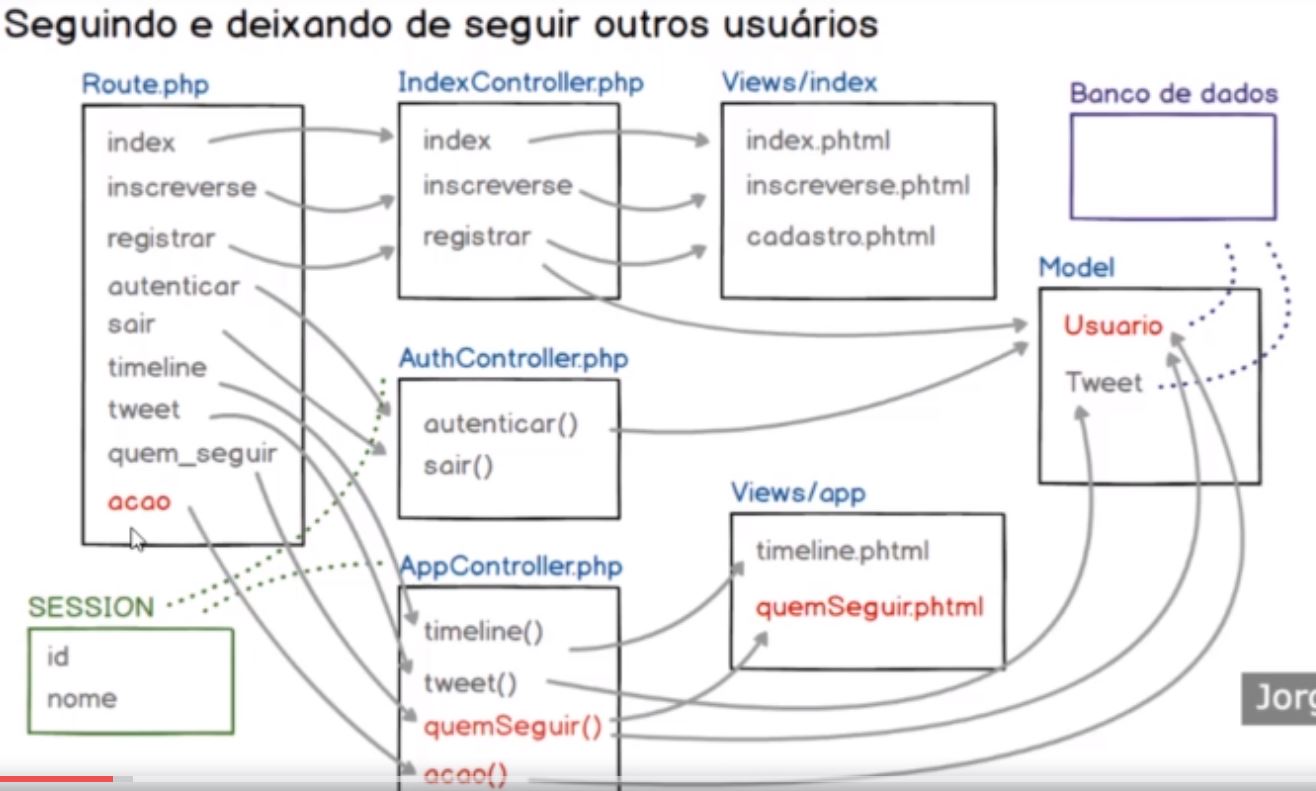 Seguindo e deixando de seguir outros usuários
Route.php
index
inscreverse
registrar
autenticar
sair
timeline
tweet
quem_seguir
acao
IndexController.php
index
inscreverse
registrar
Views/index
index.phtml
inscreverse.phtml
cadastro.phtml
Banco de dados
Model
Usuario
Tweet
AuthController.php
autenticar()
sair()
Views/app
timeline.phtml
quemSeguir.phtml
SESSION
id
nome
AppController.php
timeline()
tweet()
quemSeguir()
acao()